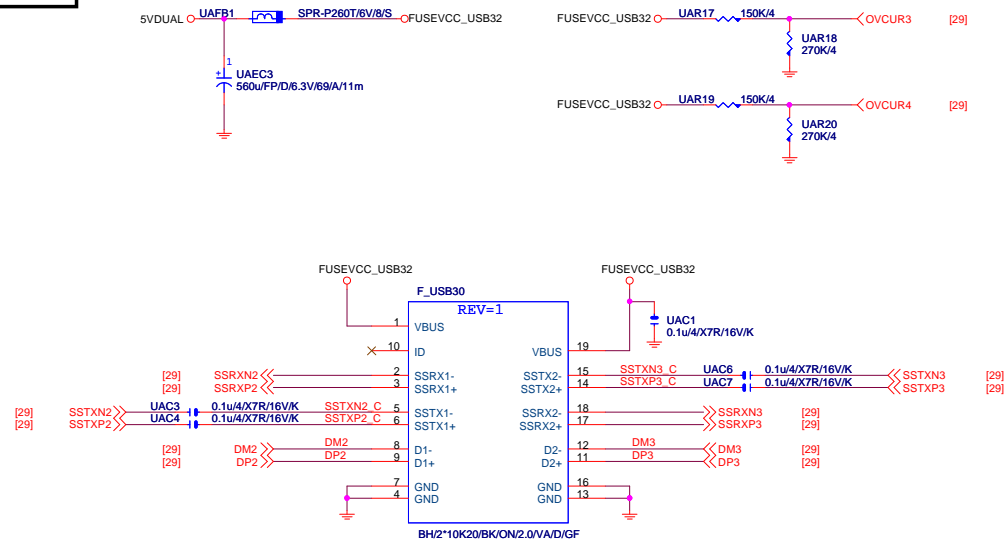 5VDUAL UAFB1 SPR-P260T/6V/8/S FUSEVCC_USB32
1
+ UAEC3
560u/FP/D/6.3V/69/A/11m
FUSEVCC_USB32 UAR17 150K/4 OVCUR3 [29]
UAR18
270K/4
FUSEVCC_USB32 UAR19 150K/4 OVCUR4 [29]
UAR20
270K/4
FUSEVCC_USB32 FUSEVCC_USB32
F_USB30
REV=1
UAC1
0.1u/4/X7R/16V/K
1 VBUS
10 ID VBUS 19
[29] SSRXN2 2 SSRX1- SSTX2- 15 SSTXN3_C UAC6 0.1u/4/X7R/16V/K SSTXN3 [29]
[29] SSRXP2 3 SSRX1+ SSTX2+ 14 SSTXP3_C UAC7 0.1u/4/X7R/16V/K SSTXP3 [29]
[29] SSTXN2 UAC3 0.1u/4/X7R/16V/K SSTXN2_C 5 SSTX1- SSRX2- 18 SSRXN3 [29]
[29] SSTXP2 UAC4 0.1u/4/X7R/16V/K SSTXP2_C 6 SSTX1+ SSRX2+ 17 SSRXP3 [29]
[29] DM2 DM2 8 D1- D2- 12 DM3 DM3 [29]
[29] DP2 DP2 9 D1+ D2+ 11 DP3 DP3 [29]
7 GND GND 16
4 GND GND 13
BH/2*10K20/BK/ON/2.0/VA/D/GF